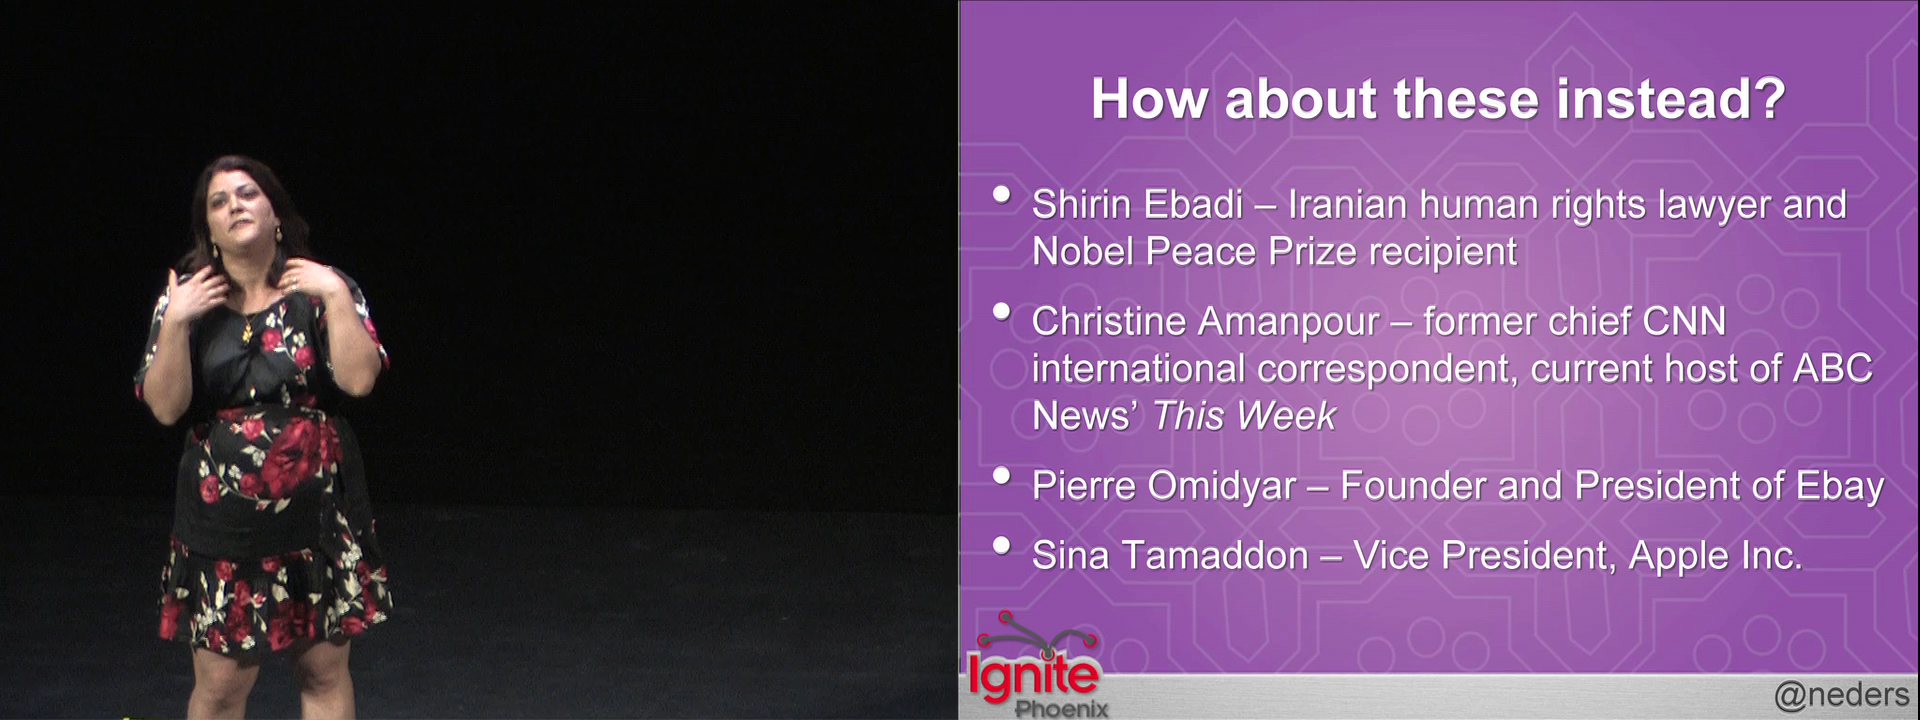 How about these instead?
• Shirin Ebadi – Iranian human rights lawyer and
Nobel Peace Prize recipient
• Christine Amanpour – former chief CNN
international correspondent, current host of ABC
News’ This Week
• Pierre Omidyar – Founder and President of Ebay
• Sina Tamaddon – Vice President, Apple Inc.
Ignite
Phoenix
@neders